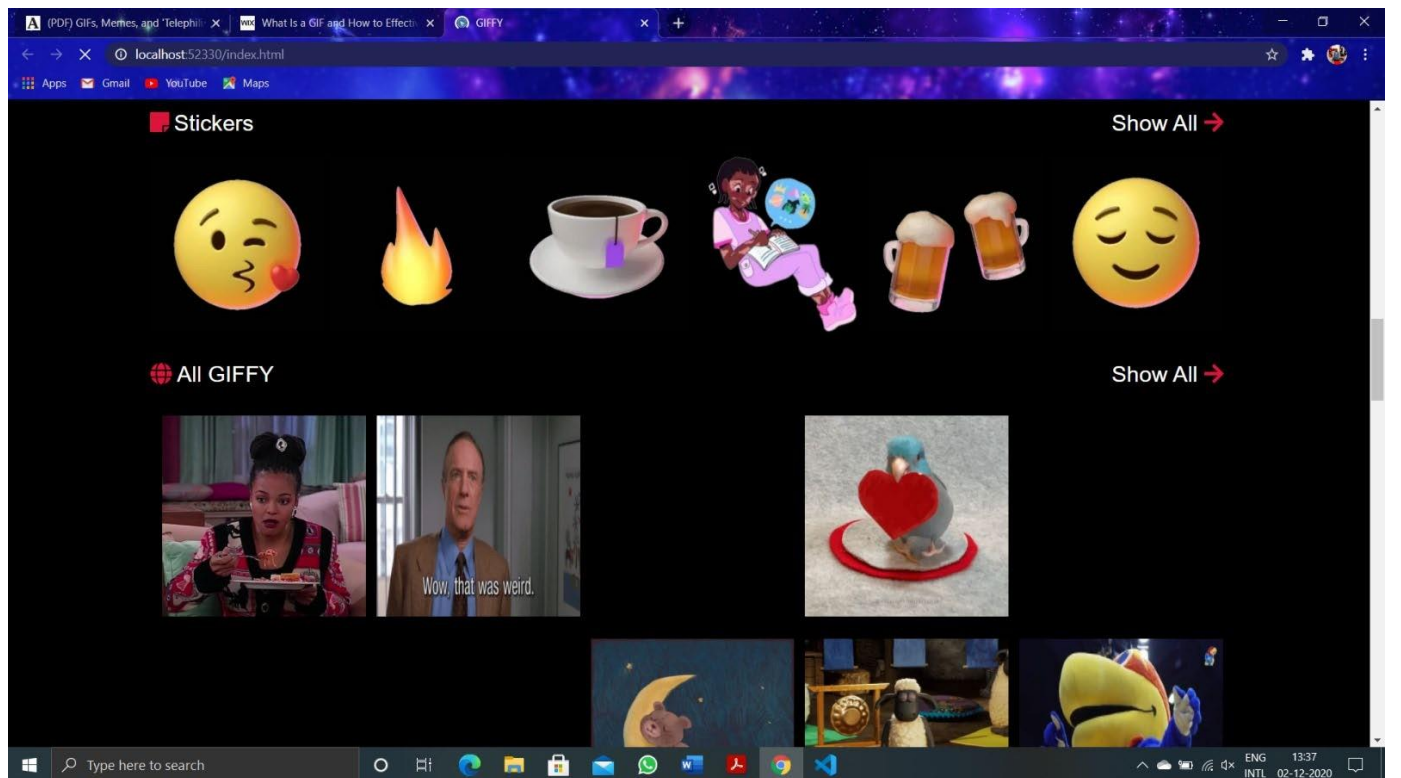 (PDF) GIFs, Memes, and 'Telephili
What Is a GIF and How to Effecti
GIFFY
localhost:52330/index.html
Apps Gmail YouTube Maps
Stickers Show All
All GIFFY Show All
Wow, that was weird.
Type here to search
ENG 13:37
INTL 02-12-2020